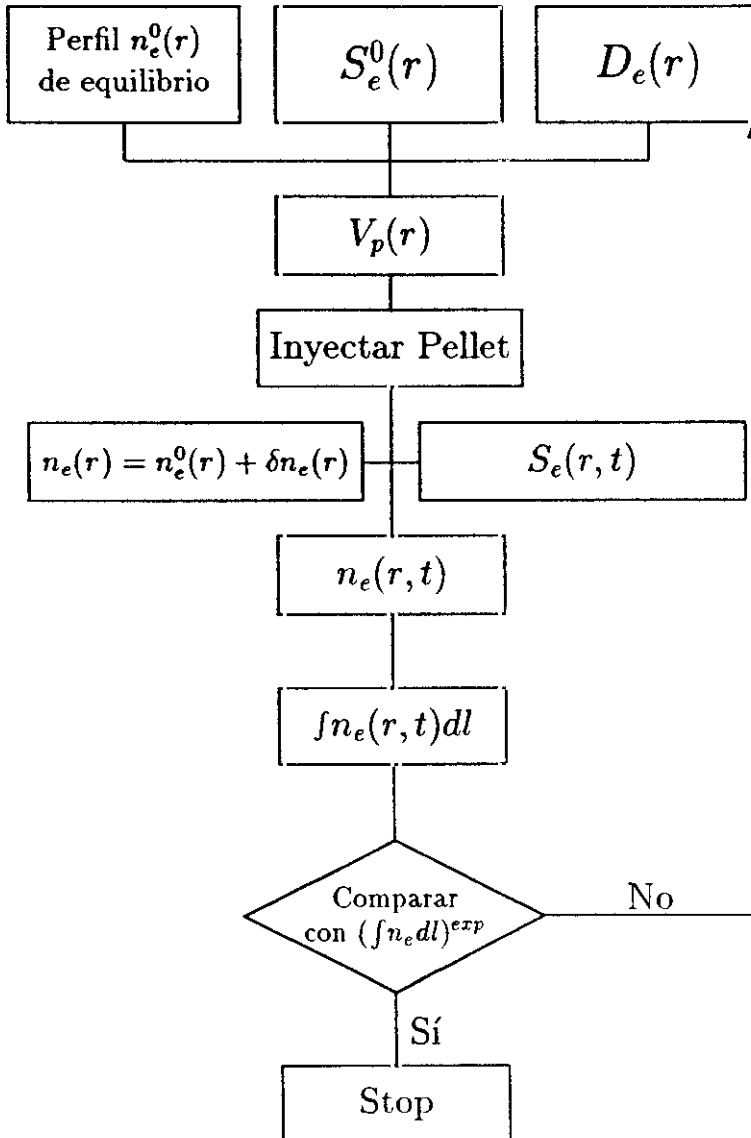 Perfil $n_e^0(r)$
de equilibrio
$S_e^0(r)$
$D_e(r)$
$V_p(r)$
Inyectar Pellet
$n_e(r) = n_e^0(r) + \delta n_e(r)$
$S_e(r,t)$
$n_e(r,t)$
$\int n_e(r,t)dl$
Comparar
con $(\int n_e dl)^{exp}$
No
Sí
Stop